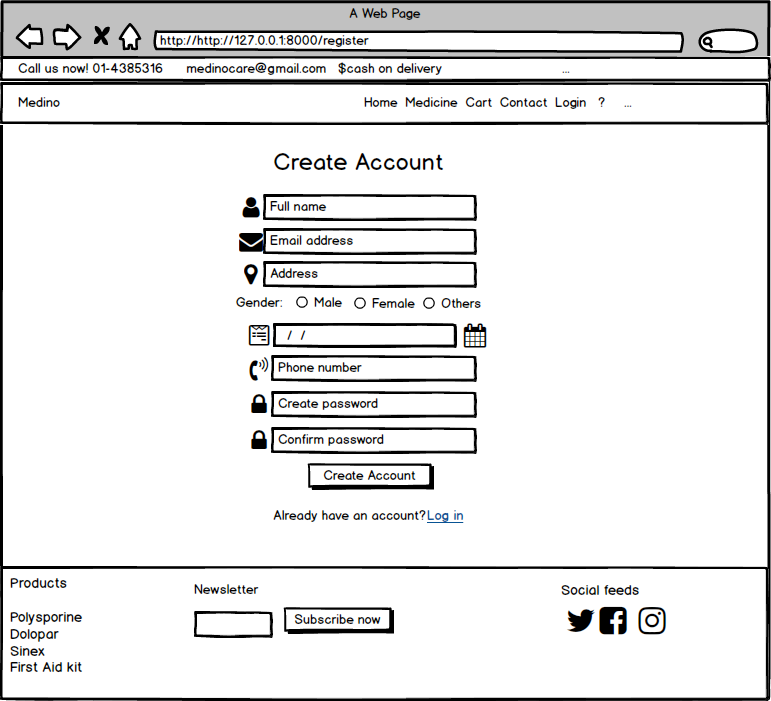 A Web Page
http://http://127.0.0.1:8000/register
Call us now! 01-4385316 medinocare@gmail.com $cash on delivery ...
Medino Home Medicine Cart Contact Login ? ...
Create Account
Full name
Email address
Address
Gender: Male Female Others
/ /
Phone number
Create password
Confirm password
Create Account
Already have an account?Log in
Products
Newsletter
Social feeds
Polysporine
Subscribe now
Dolopar
Sinex
First Aid kit